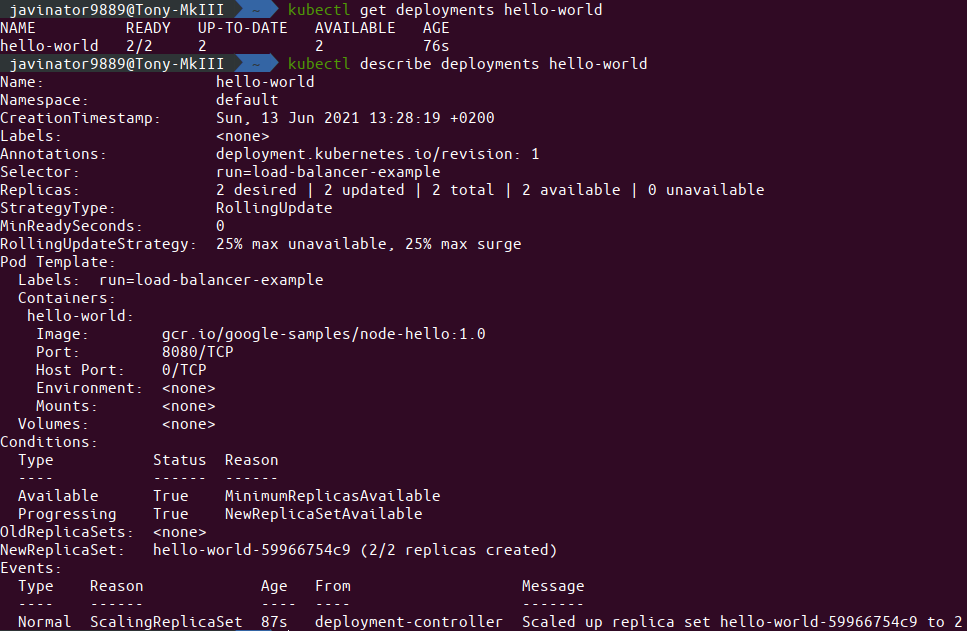 javinator9889@Tony-MkIII ~ kubectl get deployments hello-world
NAME READY UP-TO-DATE AVAILABLE AGE
hello-world 2/2 2 2 76s
javinator9889@Tony-MkIII ~ kubectl describe deployments hello-world
Name: hello-world
Namespace: default
CreationTimestamp: Sun, 13 Jun 2021 13:28:19 +0200
Labels: <none>
Annotations: deployment.kubernetes.io/revision: 1
Selector: run=load-balancer-example
Replicas: 2 desired | 2 updated | 2 total | 2 available | 0 unavailable
StrategyType: RollingUpdate
MinReadySeconds: 0
RollingUpdateStrategy: 25% max unavailable, 25% max surge
Pod Template:
Labels: run=load-balancer-example
Containers:
hello-world:
Image: gcr.io/google-samples/node-hello:1.0
Port: 8080/TCP
Host Port: 0/TCP
Environment: <none>
Mounts: <none>
Volumes: <none>
Conditions:
Type Status Reason
---- ------ ------
Available True MinimumReplicasAvailable
Progressing True NewReplicaSetAvailable
OldReplicaSets: <none>
NewReplicaSet: hello-world-59966754c9 (2/2 replicas created)
Events:
Type Reason Age From Message
---- ------ ---- ---- -------
Normal ScalingReplicaSet 87s deployment-controller Scaled up replica set hello-world-59966754c9 to 2